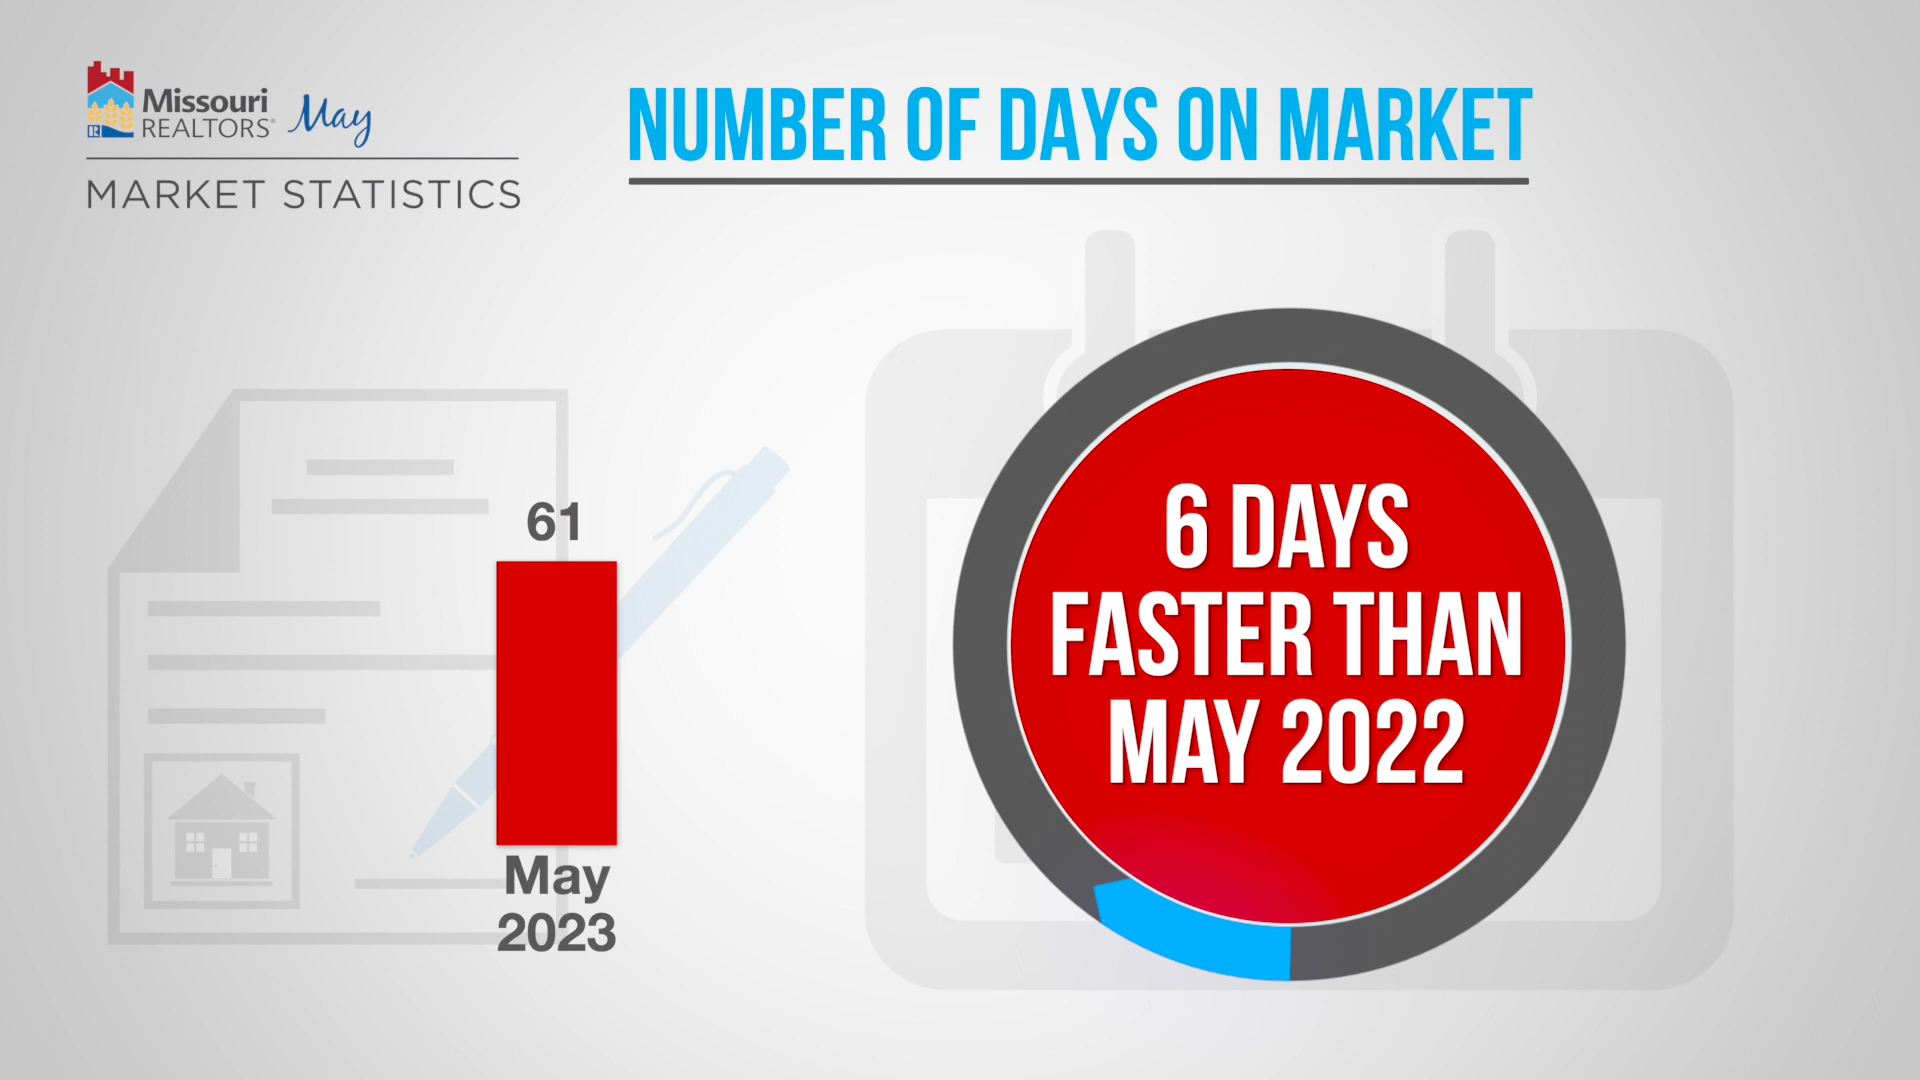 Missouri
REALTORS®
May
MARKET STATISTICS
NUMBER OF DAYS ON MARKET
61
May
2023
6 DAYS
FASTER THAN
MAY 2022